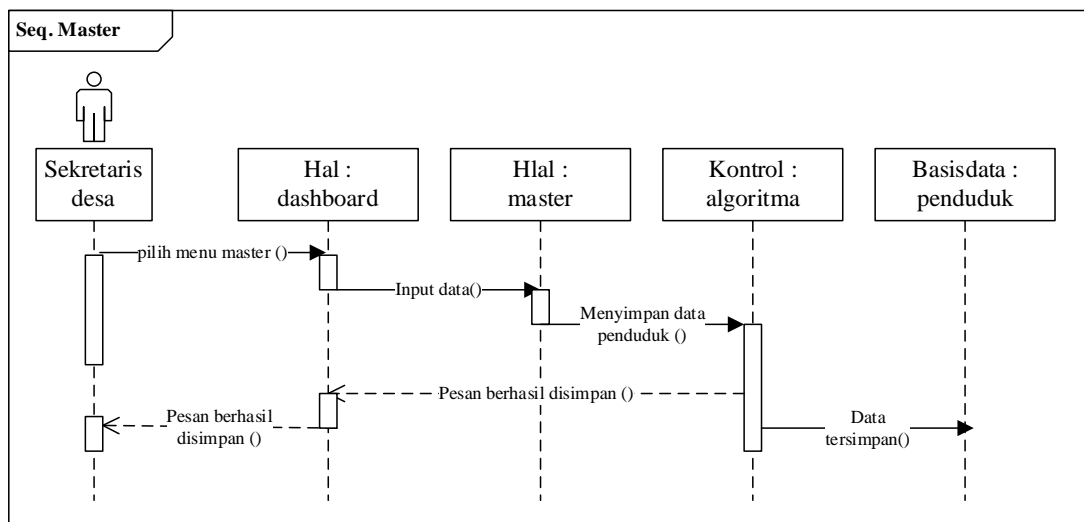 Seq. Master
Sekretaris
desa
Hal :
dashboard
Hlal :
master
Kontrol :
algoritma
Basisdata :
penduduk
pilih menu master ()
Input data()
Menyimpan data
penduduk ()
Pesan berhasil disimpan ()
Pesan berhasil
disimpan ()
Data
tersimpan()